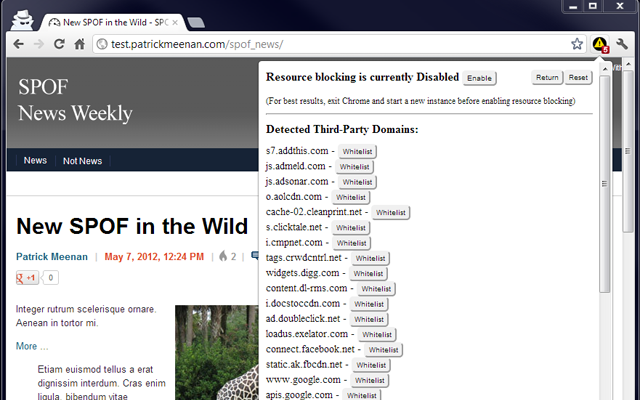 New SPOF in the Wild - SPO
test.patrickmeenan.com/spof_news/
5
SPOF
News Weekly
News
Not News
New SPOF in the Wild
Patrick Meenan | May 7, 2012, 12:24 PM | 2 |
+1 0
Integer rutrum scelerisque ornare.
Aenean in tortor mi.
More ...
Etiam euismod tellus a erat
dignissim interdum. Cras enim
ligula, bibendum vitae
Resource blocking is currently Disabled Enable Return Reset
(For best results, exit Chrome and start a new instance before enabling resource blocking)
Detected Third-Party Domains:
s7.addthis.com - Whitelist
js.admeld.com - Whitelist
js.adsonar.com - Whitelist
o.aolcdn.com - Whitelist
cache-02.cleanprint.net - Whitelist
s.clicktale.net - Whitelist
i.cmpnet.com - Whitelist
tags.crwdcntrl.net - Whitelist
widgets.digg.com - Whitelist
content.dl-rms.com - Whitelist
i.docstoccdn.com - Whitelist
ad.doubleclick.net - Whitelist
loadus.exelator.com - Whitelist
connect.facebook.net - Whitelist
static.ak.fbcdn.net - Whitelist
www.google.com - Whitelist
apis.google.com - Whitelist